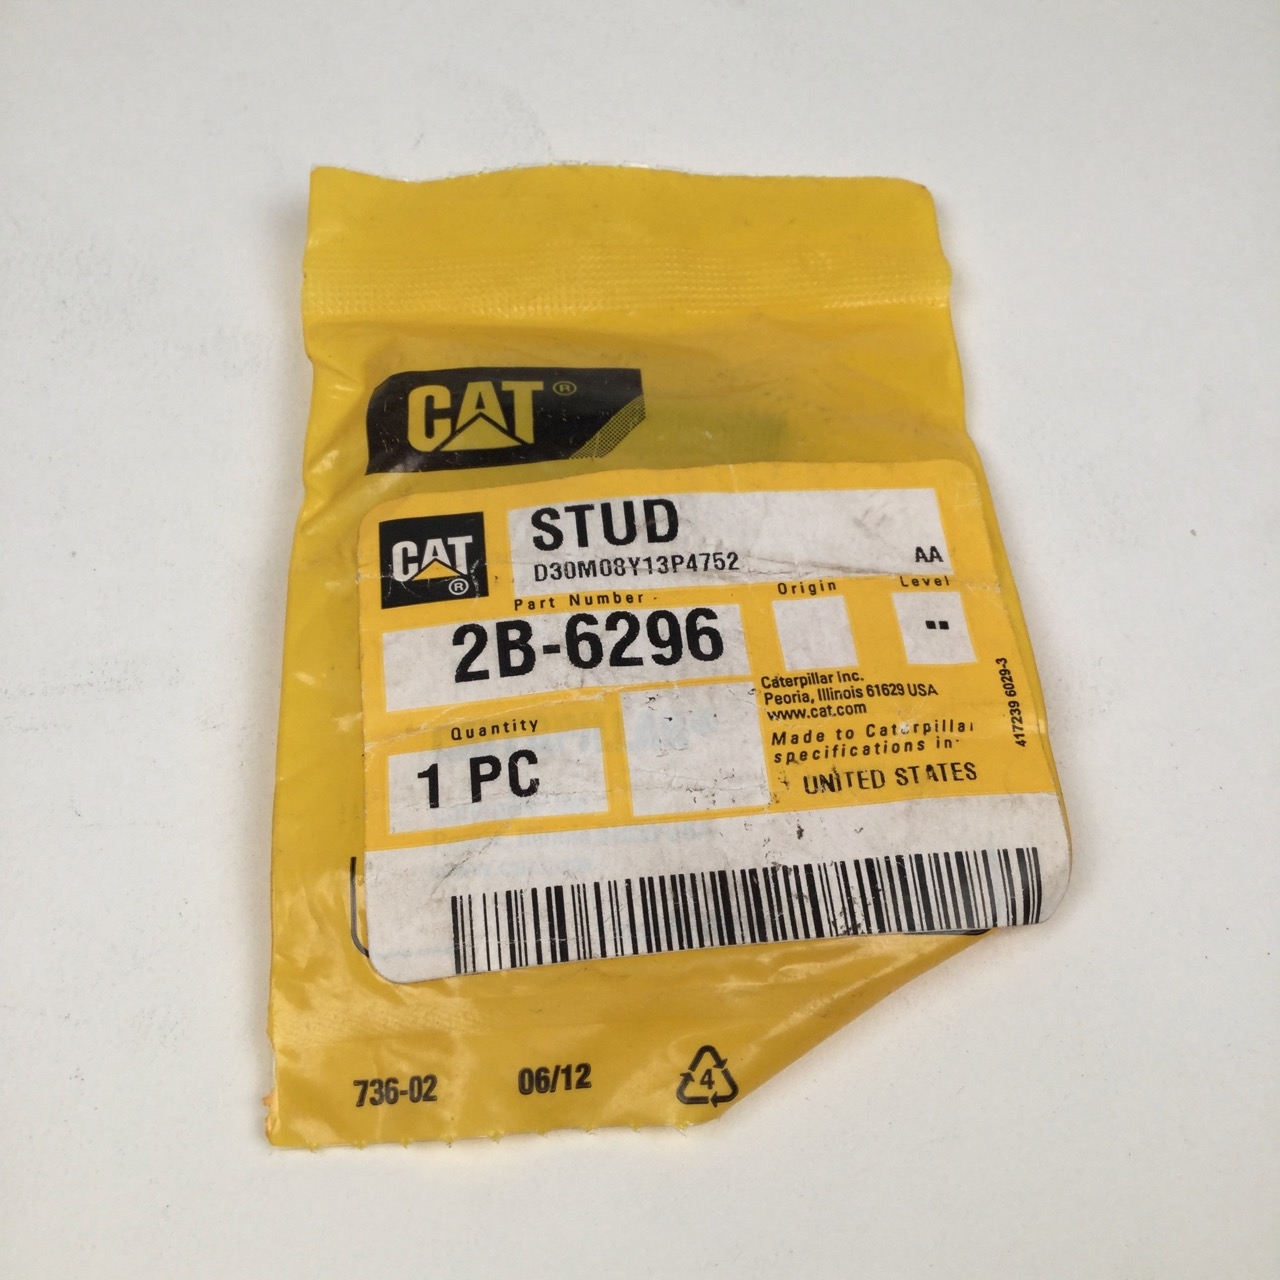 CAT ®
CAT ®
STUD
D30M08Y13P4752
AA
Part Number
Origin
Level
2B-6296
--
Quantity
1 PC
Caterpillar Inc.
Peoria, Illinois 61629 USA
www.cat.com
Made to Caterpillar
specifications in
UNITED STATES
417239 6029-3
736-02
06/12
4